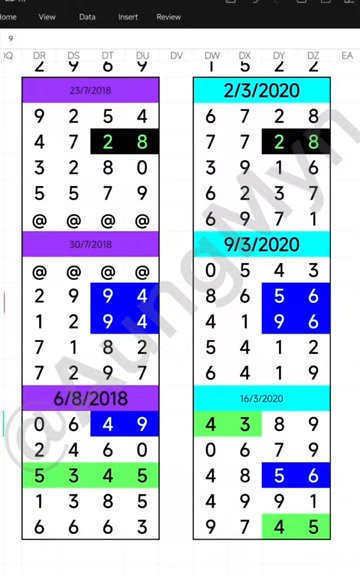 ome View Data Insert Review
9
DQ DR DS DT DU DV DW DX DY DZ EA
2 9 6 9 1 5 2 2
23/7/2018 2/3/2020
9 2 5 4 6 7 2 8
4 7 2 8 7 7 2 8
3 2 8 0 3 9 1 6
5 5 7 9 6 2 3 7
@ @ @ @ 6 9 7 1
30/7/2018 9/3/2020
@ @ @ @ 0 5 4 3
2 9 9 4 8 6 5 6
1 2 9 4 4 1 9 6
7 1 8 2 5 4 1 2
7 2 9 7 6 4 1 9
6/8/2018 16/3/2020
0 6 4 9 4 3 8 9
2 4 6 0 0 6 7 9
5 3 4 5 4 8 5 6
1 3 8 5 4 9 9 1
6 6 6 3 9 7 4 5
@AungMyn